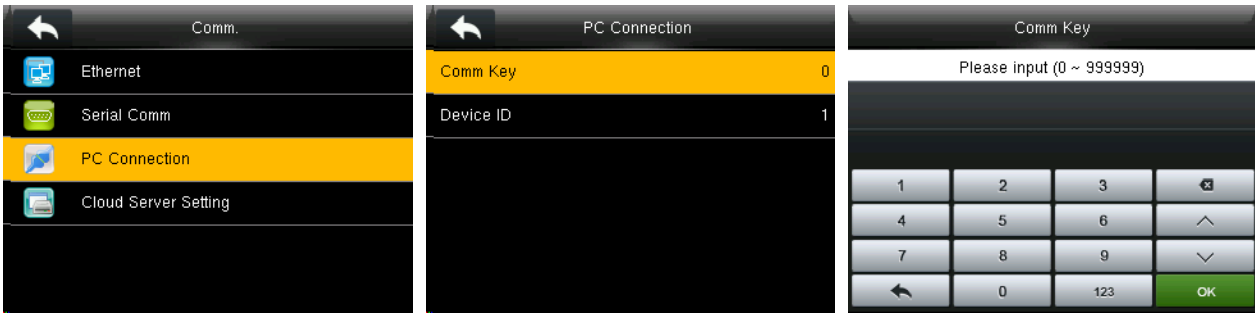 Comm.
Ethernet
Serial Comm
PC Connection
Cloud Server Setting
PC Connection
Comm Key 0
Device ID 1
Comm Key
Please input (0 ~ 999999)
1 2 3
4 5 6
7 8 9
0 123 OK